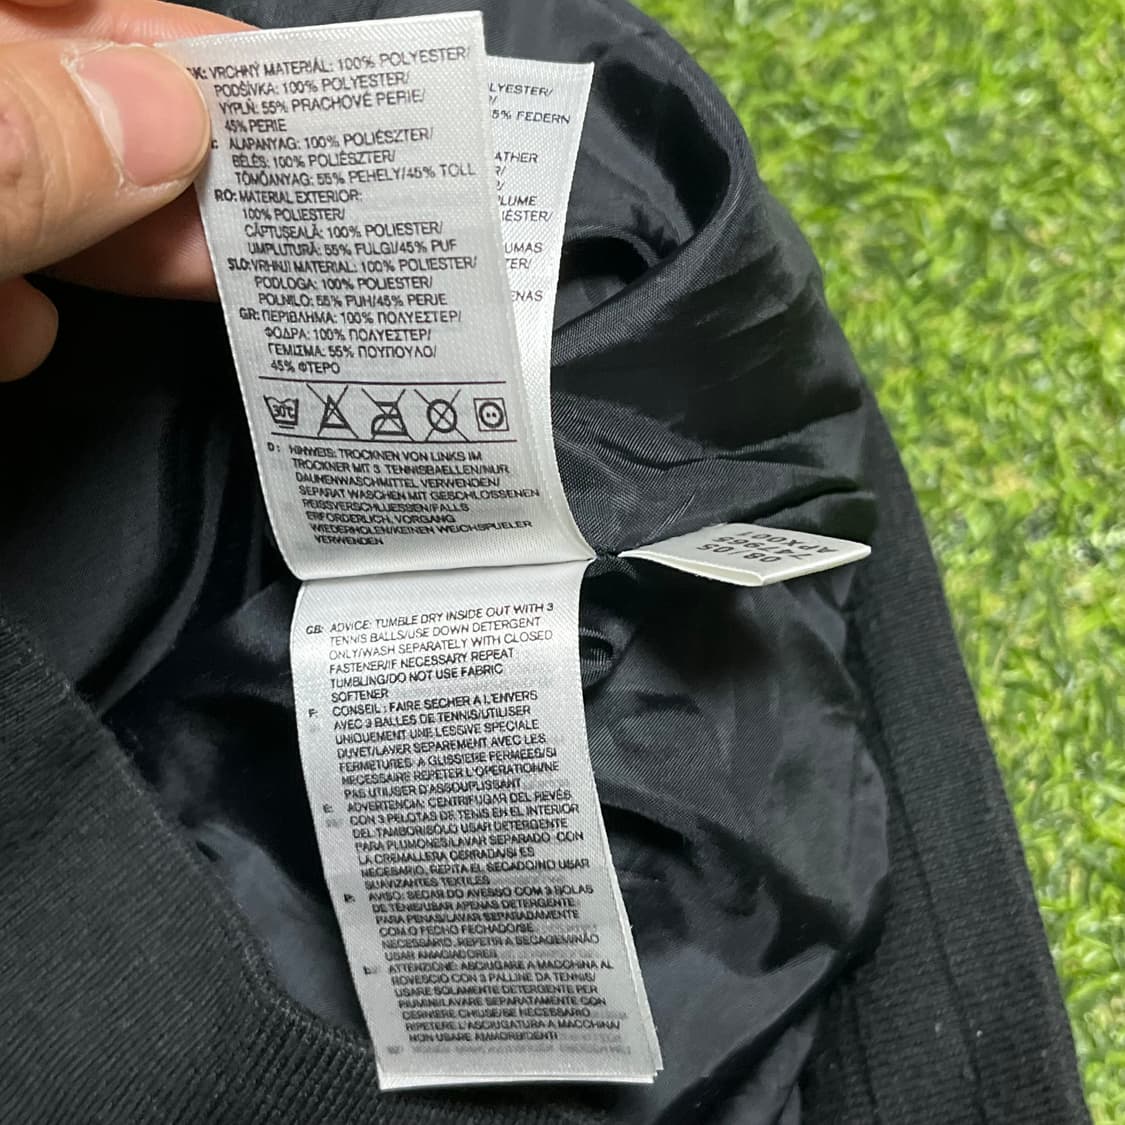 K: VRCHNÝ MATERIÁL: 100% POLYESTER/
PODŠÍVKA: 100% POLYESTER/
VÝPLŇ: 55% PRACHOVÉ PERIE/
45% PERIE
ALAPANYAG: 100% POLIÉSZTER/
BÉLÉS: 100% POLIÉSZTER/
TÖMŐANYAG: 55% PEHELY/45% TOLL
RO: MATERIAL EXTERIOR:
100% POLIESTER/
CĂPTUŞEALĂ: 100% POLIESTER/
UMPLUTURĂ: 55% FULGI/45% PUF
SLO: VRHNJI MATERIAL: 100% POLIESTER/
PODLOGA: 100% POLIESTER/
POLNILO: 55% PUH/45% PERJE
GR: ΠΕΡΙΒΛΗΜΑ: 100% ΠΟΛΥΕΣΤΕΡ/
ΦΟΔΡΑ: 100% ΠΟΛΥΕΣΤΕΡ/
ΓΕΜΙΣΜΑ: 55% ΠΟΥΠΟΥΛΟ/
45% ΦΤΕΡΟ
30°C
D: HINWEIS: TROCKNEN VON LINKS IM
TROCKNER MIT 3 TENNISBAELLEN/NUR
DAUNENWASCHMITTEL VERWENDEN/
SEPARAT WASCHEN MIT GESCHLOSSENEN
REISSVERSCHLUESSEN/FALLS
ERFORDERLICH, VORGANG
WIEDERHOLEN/KEINEN WEICHSPUELER
VERWENDEN
LYESTER/
5% FEDERN
ATHER
R/
LUME
IÉSTER/
UMAS
TER/
ENAS
08/05
747965
APX001
GB: ADVICE: TUMBLE DRY INSIDE OUT WITH 3
TENNIS BALLS/USE DOWN DETERGENT
ONLY/WASH SEPARATELY WITH CLOSED
FASTENER/IF NECESSARY REPEAT
TUMBLING/DO NOT USE FABRIC
SOFTENER
F: CONSEIL : FAIRE SECHER A L'ENVERS
AVEC 3 BALLES DE TENNIS/UTILISER
UNIQUEMENT UNE LESSIVE SPECIALE
DUVET/LAVER SEPAREMENT AVEC LES
FERMETURES A GLISSIERE FERMEES/SI
NECESSAIRE REPETER L'OPERATION/NE
PAS UTILISER D'ASSOUPLISSANT
E: ADVERTENCIA: CENTRIFUGAR DEL REVÉS
CON 3 PELOTAS DE TENIS EN EL INTERIOR
DEL TAMBOR/SOLO USAR DETERGENTE
PARA PLUMONES/LAVAR SEPARADO CON
LA CREMALLERA CERRADA/SI ES
NECESARIO, REPITA EL SECADO/NO USAR
SUAVIZANTES TEXTILES
P: AVISO: SECAR DO AVESSO COM 3 BOLAS
DE TENIS/USAR APENAS DETERGENTE
PARA PENAS/LAVAR SEPARADAMENTE
COM O FECHO FECHADO/SE
NECESSÁRIO, REPETIR A SECAGEM/NÃO
USAR AMACIADORES
I: ATTENZIONE: ASCIUGARE A MACCHINA AL
ROVESCIO CON 3 PALLINE DA TENNIS/
USARE SOLAMENTE DETERGENTE PER
PIUMINI/LAVARE SEPARATAMENTE CON
CERNIERE CHIUSE/SE NECESSARIO
RIPETERE L'ASCIUGATURA A MACCHINA/
NON USARE AMMORBIDENTI